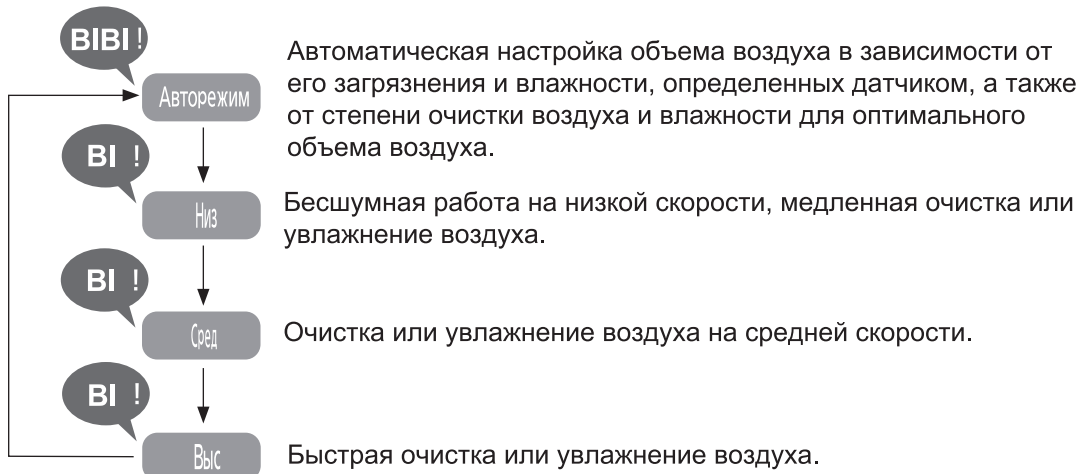 BIBI !
Авторежим
Автоматическая настройка объема воздуха в зависимости от
его загрязнения и влажности, определенных датчиком, а также
от степени очистки воздуха и влажности для оптимального
объема воздуха.
BI !
Низ
Бесшумная работа на низкой скорости, медленная очистка или
увлажнение воздуха.
BI !
Сред
Очистка или увлажнение воздуха на средней скорости.
BI !
Выс
Быстрая очистка или увлажнение воздуха.